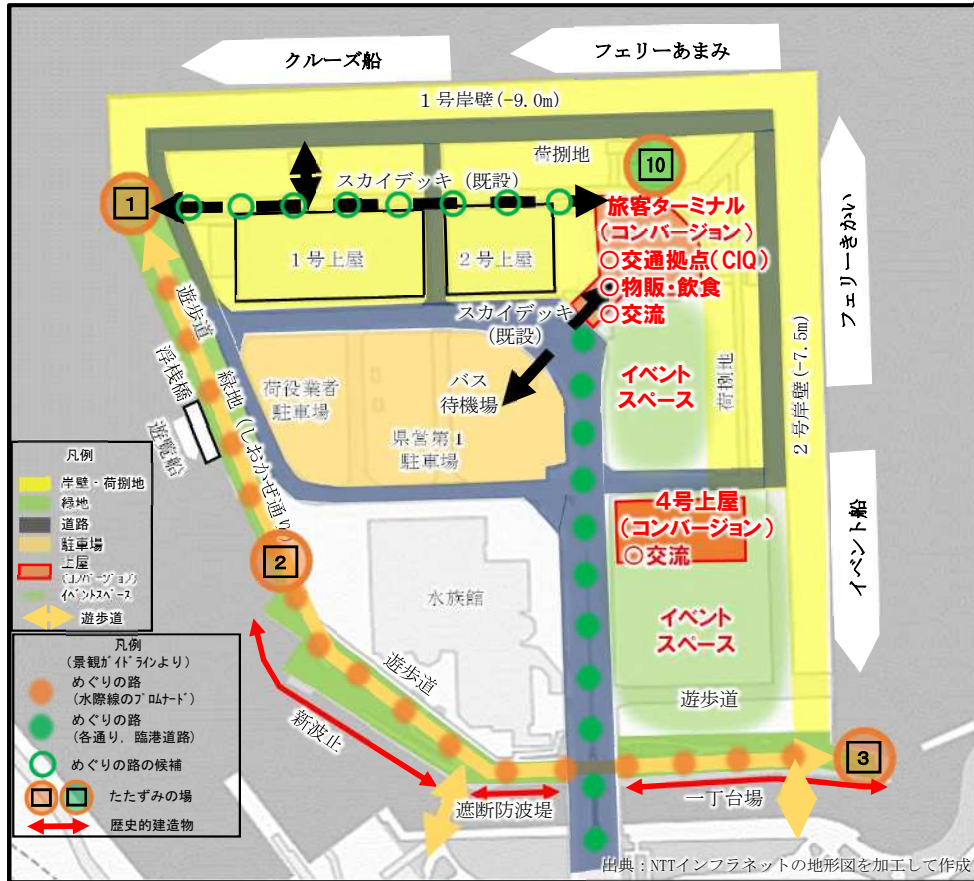 クルーズ船
フェリーあまみ
1号岸壁(-9.0m)
荷捌地
10
スカイデッキ (既設)
1
旅客ターミナル
(コンバージョン)
○交通拠点(CIQ)
○物販・飲食
○交流
1号上屋
2号上屋
フェリーきかい
スカイデッキ
(既設)
遊歩道
浮桟橋
緑地 (しおかぜ通り)
遊覧船
荷役業者
駐車場
バス
待機場
県営第1
駐車場
イベント
スペース
荷捌地
2号岸壁(-7.5m)
凡例
岸壁・荷捌地
緑地
道路
駐車場
上屋
(コンバージョン)
イベントスペース
遊歩道
4号上屋
(コンバージョン)
○交流
イベント船
2
水族館
イベント
スペース
凡例
(景観ガイドラインより)
めぐりの路
(水際線のプロムナード)
めぐりの路
(各通り，臨港道路)
めぐりの路の候補
たたずみの場
歴史的建造物
遊歩道
遊歩道
新波止
3
遮断防波堤
一丁台場
出典：NTTインフラネットの地形図を加工して作成